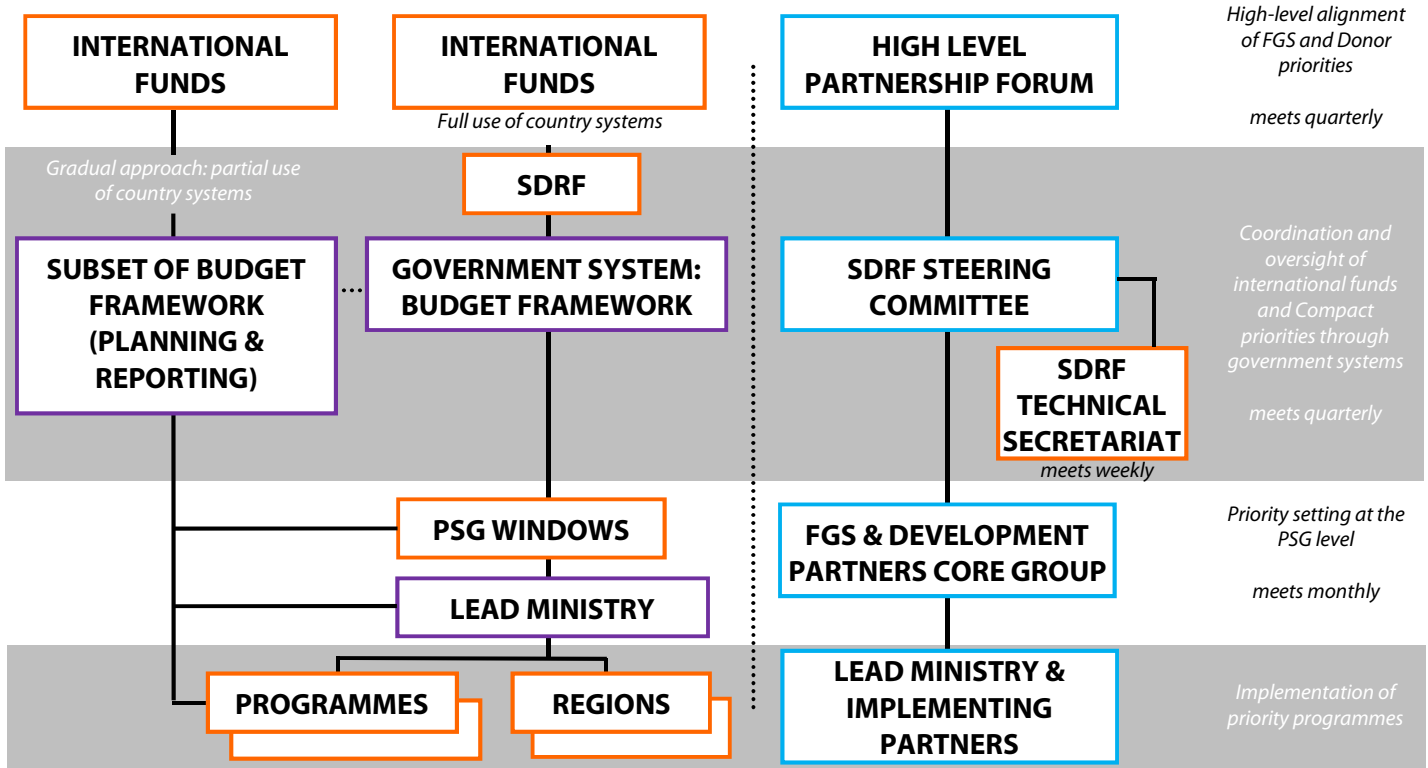 INTERNATIONAL
FUNDS
INTERNATIONAL
FUNDS
Full use of country systems
HIGH LEVEL
PARTNERSHIP FORUM
High-level alignment
of FGS and Donor
priorities
meets quarterly
Gradual approach: partial use
of country systems
SDRF
SUBSET OF BUDGET
FRAMEWORK
(PLANNING &
REPORTING)
GOVERNMENT SYSTEM:
BUDGET FRAMEWORK
SDRF STEERING
COMMITTEE
SDRF
TECHNICAL
SECRETARIAT
meets weekly
Coordination and
oversight of
international funds
and Compact
priorities through
government systems
meets quarterly
PSG WINDOWS
LEAD MINISTRY
FGS & DEVELOPMENT
PARTNERS CORE GROUP
Priority setting at the
PSG level
meets monthly
PROGRAMMES
REGIONS
LEAD MINISTRY &
IMPLEMENTING
PARTNERS
Implementation of
priority programmes